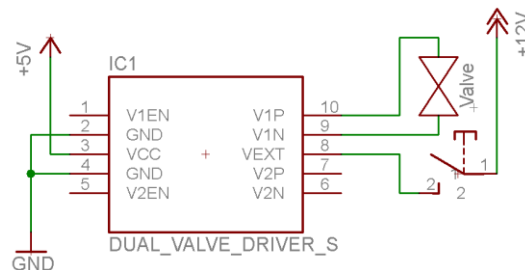 +5V
+12V
IC1
Valve
1 V1EN V1P 10
2 GND V1N 9
3 VCC VEXT 8
4 GND V2P 7
5 V2EN V2N 6
1
2 2
DUAL_VALVE_DRIVER_S
GND